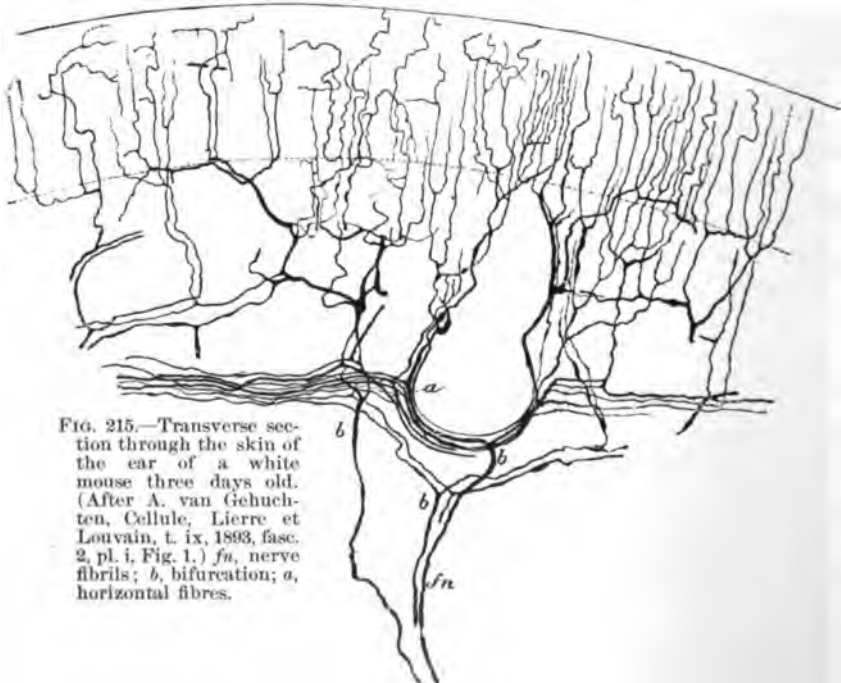 a
b
b
b
fn
FIG. 215.—Transverse sec-
tion through the skin of
the ear of a white
mouse three days old.
(After A. van Gehuch-
ten, Cellule, Lierre et
Louvain, t. ix, 1893, fasc.
2, pl. i, Fig. 1.) fn, nerve
fibrils; b, bifurcation; a,
horizontal fibres.